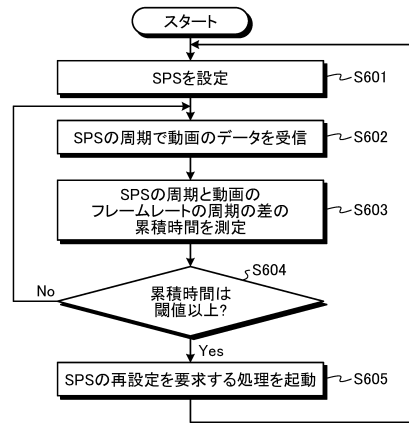 スタート
SPSを設定
S601
SPSの周期で動画のデータを受信
S602
SPSの周期と動画の
フレームレートの周期の差の
累積時間を測定
S603
S604
累積時間は
閾値以上?
No
Yes
SPSの再設定を要求する処理を起動
S605